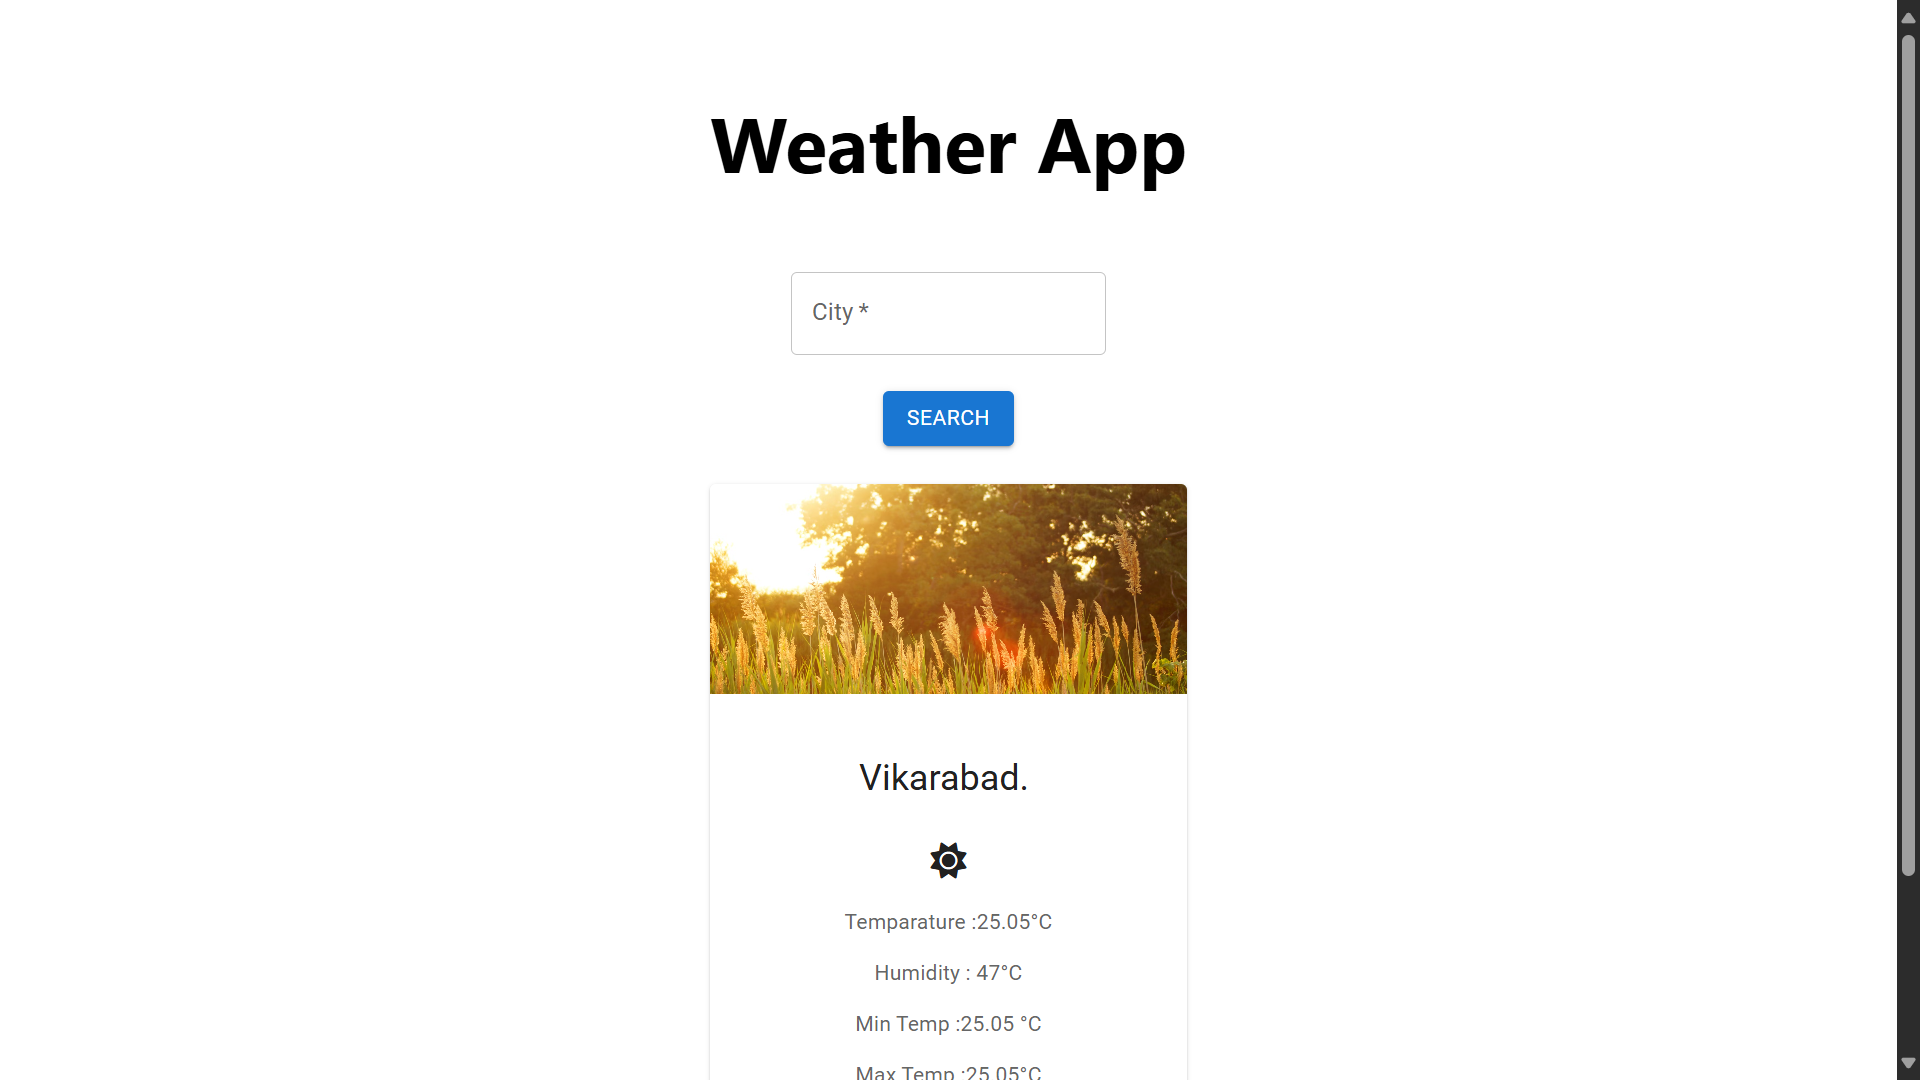 Weather App
City *
SEARCH
Vikarabad.
Temparature :25.05°C
Humidity : 47°C
Min Temp :25.05 °C
Max Temp :25.05°C